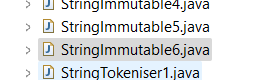 StringImmutable4.java
StringImmutable5.java
StringImmutable6.java
StringTokeniser1.java